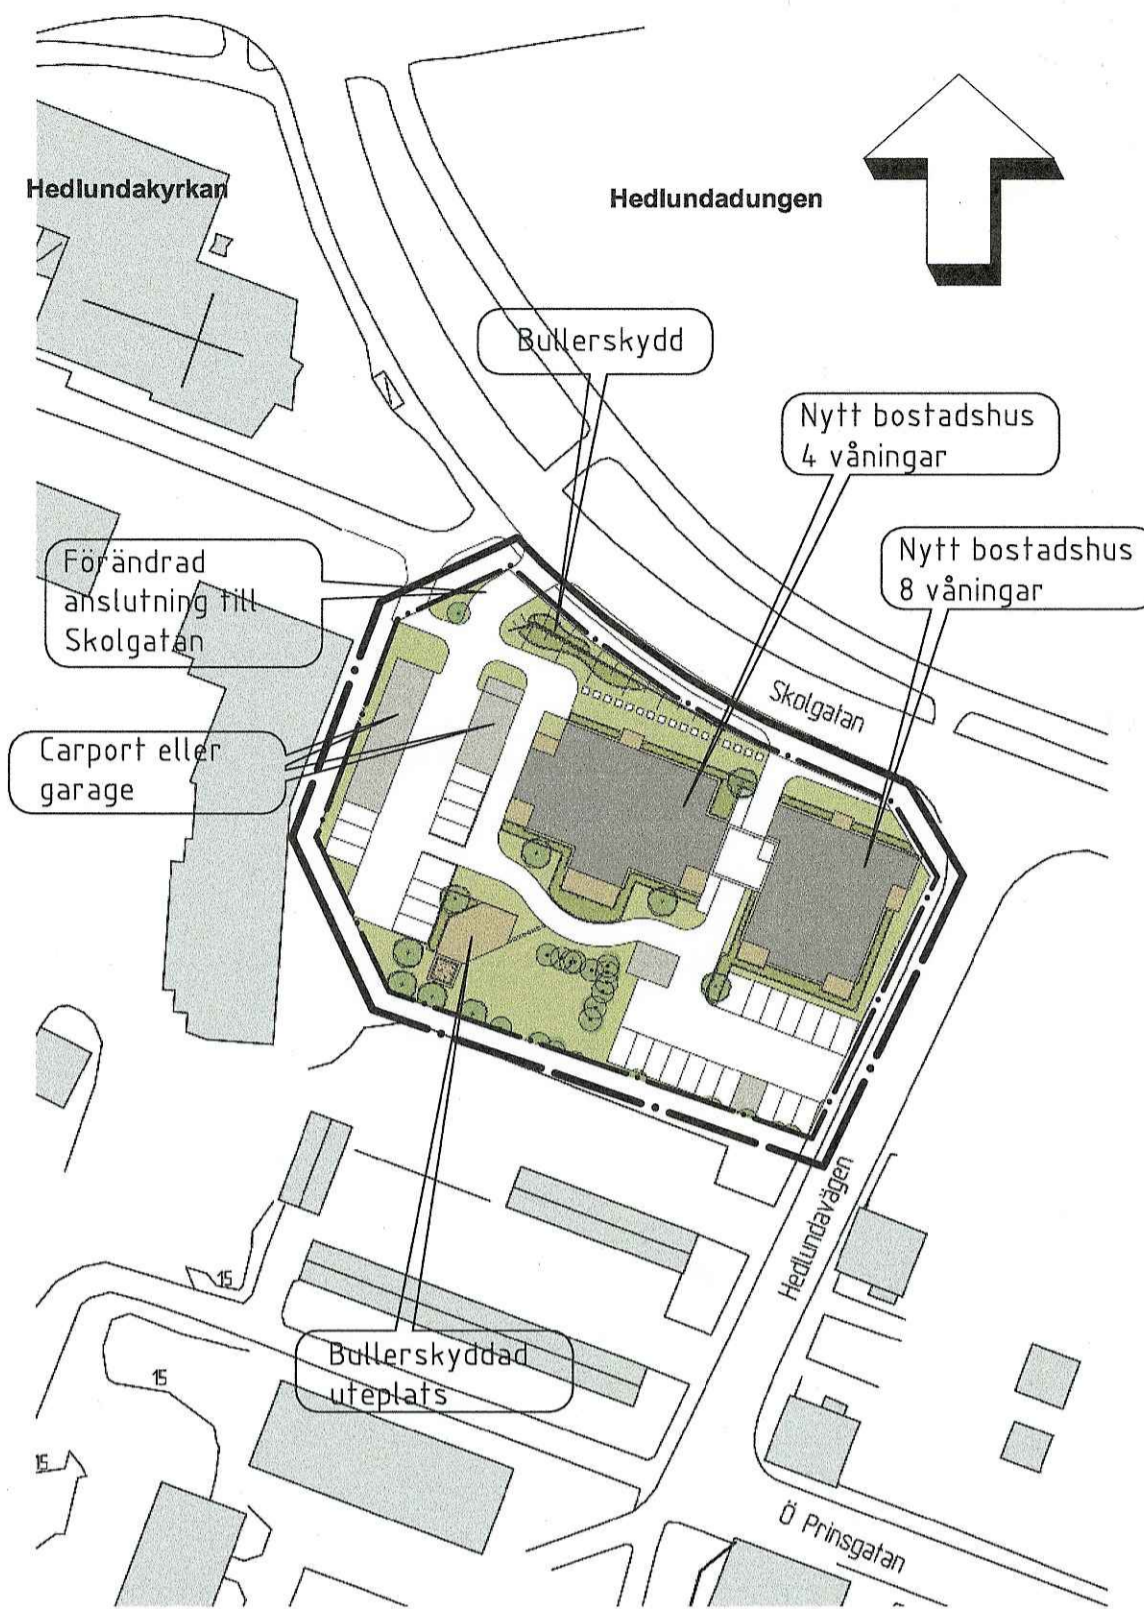 Hedlundakyrkan
Hedlundadungen
Bullerskydd
Nytt bostadshus
4 våningar
Nytt bostadshus
8 våningar
Förändrad
anslutning till
Skolgatan
Skolgatan
Carport eller
garage
Hedlundavägen
15
Bullerskyddad
uteplats
15
15
Ö Prinsgatan